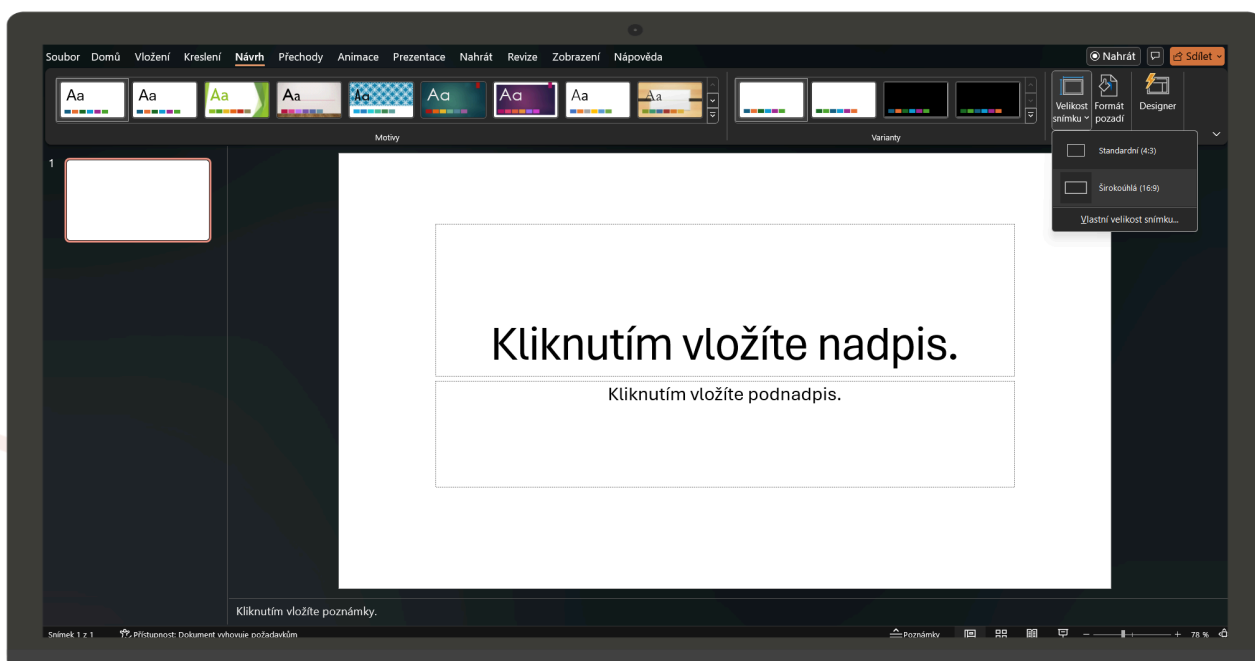 Soubor Domů Vložení Kreslení Návrh Přechody Animace Prezentace Nahrát Revize Zobrazení Nápověda
Nahrát
Sdílet
Aa Aa Aa Aa Aa Aa Aa Aa Aa
Motivy
Varianty
Velikost snímku
Formát pozadí
Designer
Standardní (4:3)
Širokoúhlá (16:9)
Vlastní velikost snímku...
1
Kliknutím vložíte nadpis.
Kliknutím vložíte podnadpis.
Kliknutím vložíte poznámky.
Snímek 1 z 1
Přístupnost: Dokument vyhovuje požadavkům
Poznámky
78 %